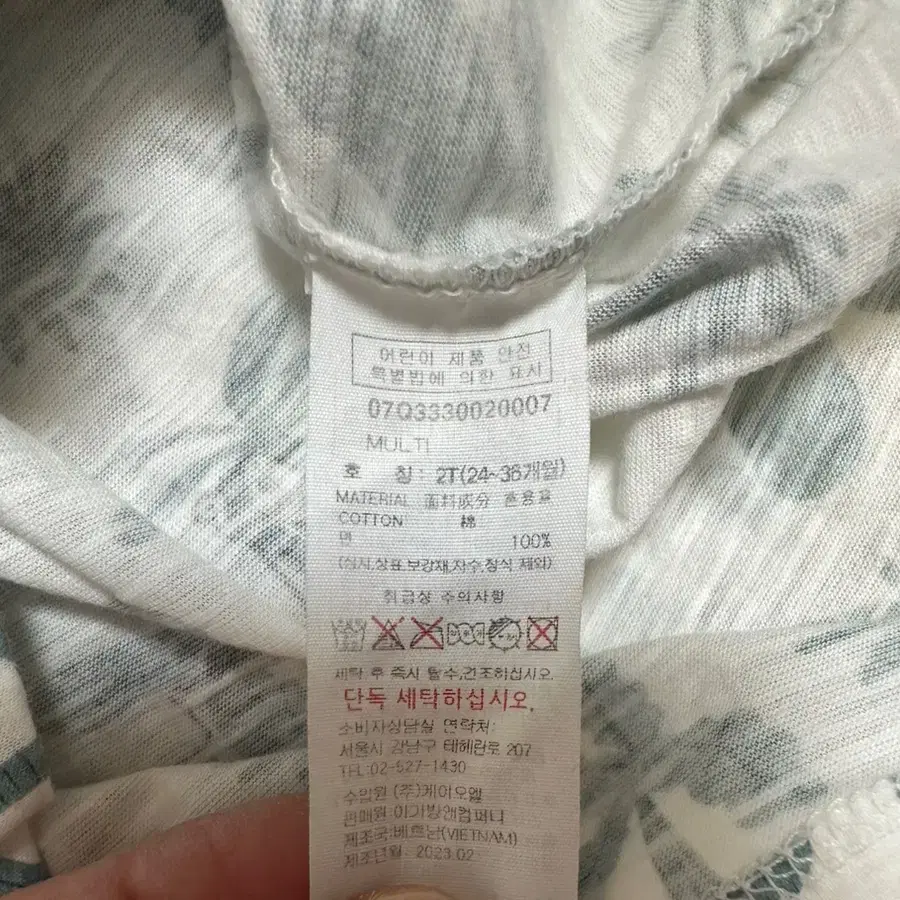 어린이 제품 안전
특별법에 의한 표시
07Q3330020007
MULTI
호 칭 : 2T(24-36개월)
MATERIAL 面料成分 혼용율
COTTON 棉
면 100%
(심지,상표,보강재,자수,장식 제외)
취급상 주의사항
세탁 후 즉시 탈수,건조하십시오.
단독 세탁하십시오.
소비자상담실 연락처:
서울시 강남구 테헤란로 207
TEL:02-527-1430
수입원 (주)케이오엘
판매원:이가방앤컴퍼니
제조국:베트남(VIETNAM)
제조년월. 2023.02